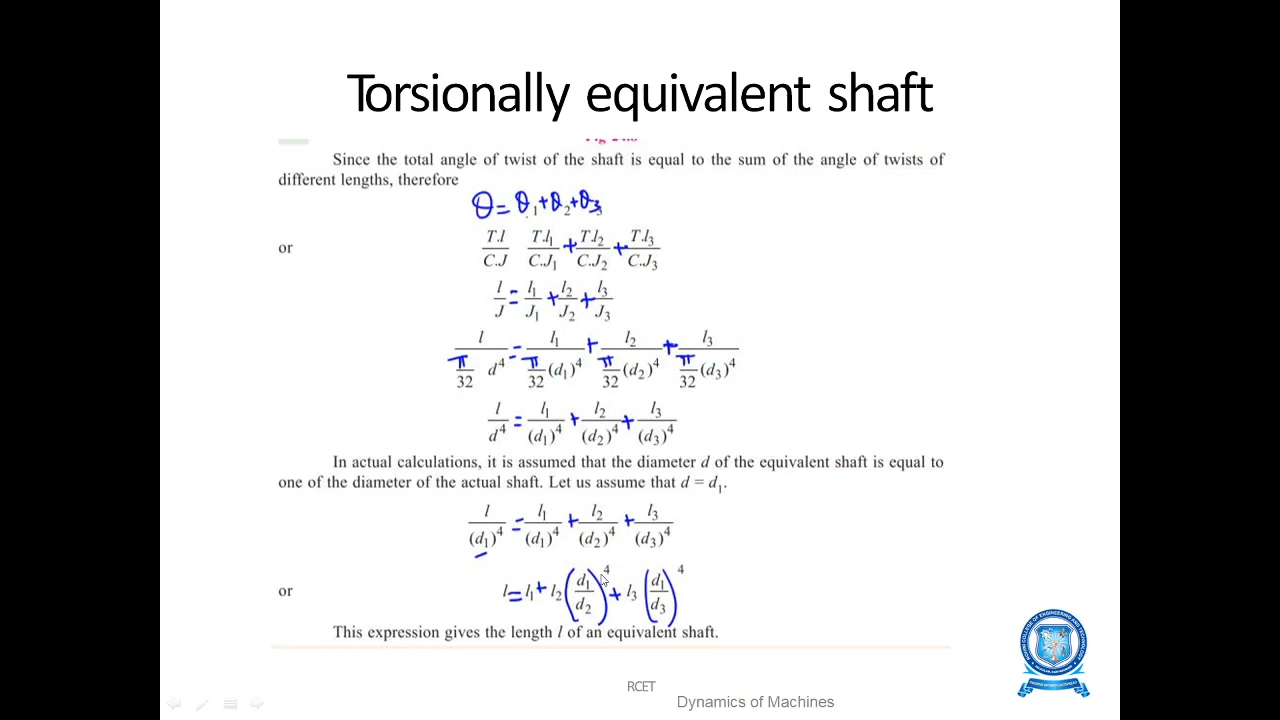 Torsionally equivalent shaft
Since the total angle of twist of the shaft is equal to the sum of the angle of twists of
different lengths, therefore
θ = θ₁ + θ₂ + θ₃
or T.l/C.J T.l₁/C.J₁ + T.l₂/C.J₂ + T.l₃/C.J₃
l/J = l₁/J₁ + l₂/J₂ + l₃/J₃
l/(π/32 d⁴) = l₁/(π/32 (d₁)⁴) + l₂/(π/32 (d₂)⁴) + l₃/(π/32 (d₃)⁴)
l/d⁴ = l₁/(d₁)⁴ + l₂/(d₂)⁴ + l₃/(d₃)⁴
In actual calculations, it is assumed that the diameter d of the equivalent shaft is equal to
one of the diameter of the actual shaft. Let us assume that d = d₁.
l/(d₁)⁴ = l₁/(d₁)⁴ + l₂/(d₂)⁴ + l₃/(d₃)⁴
or l = l₁ + l₂ (d₁/d₂)⁴ + l₃ (d₁/d₃)⁴
This expression gives the length l of an equivalent shaft.
RCET
Dynamics of Machines